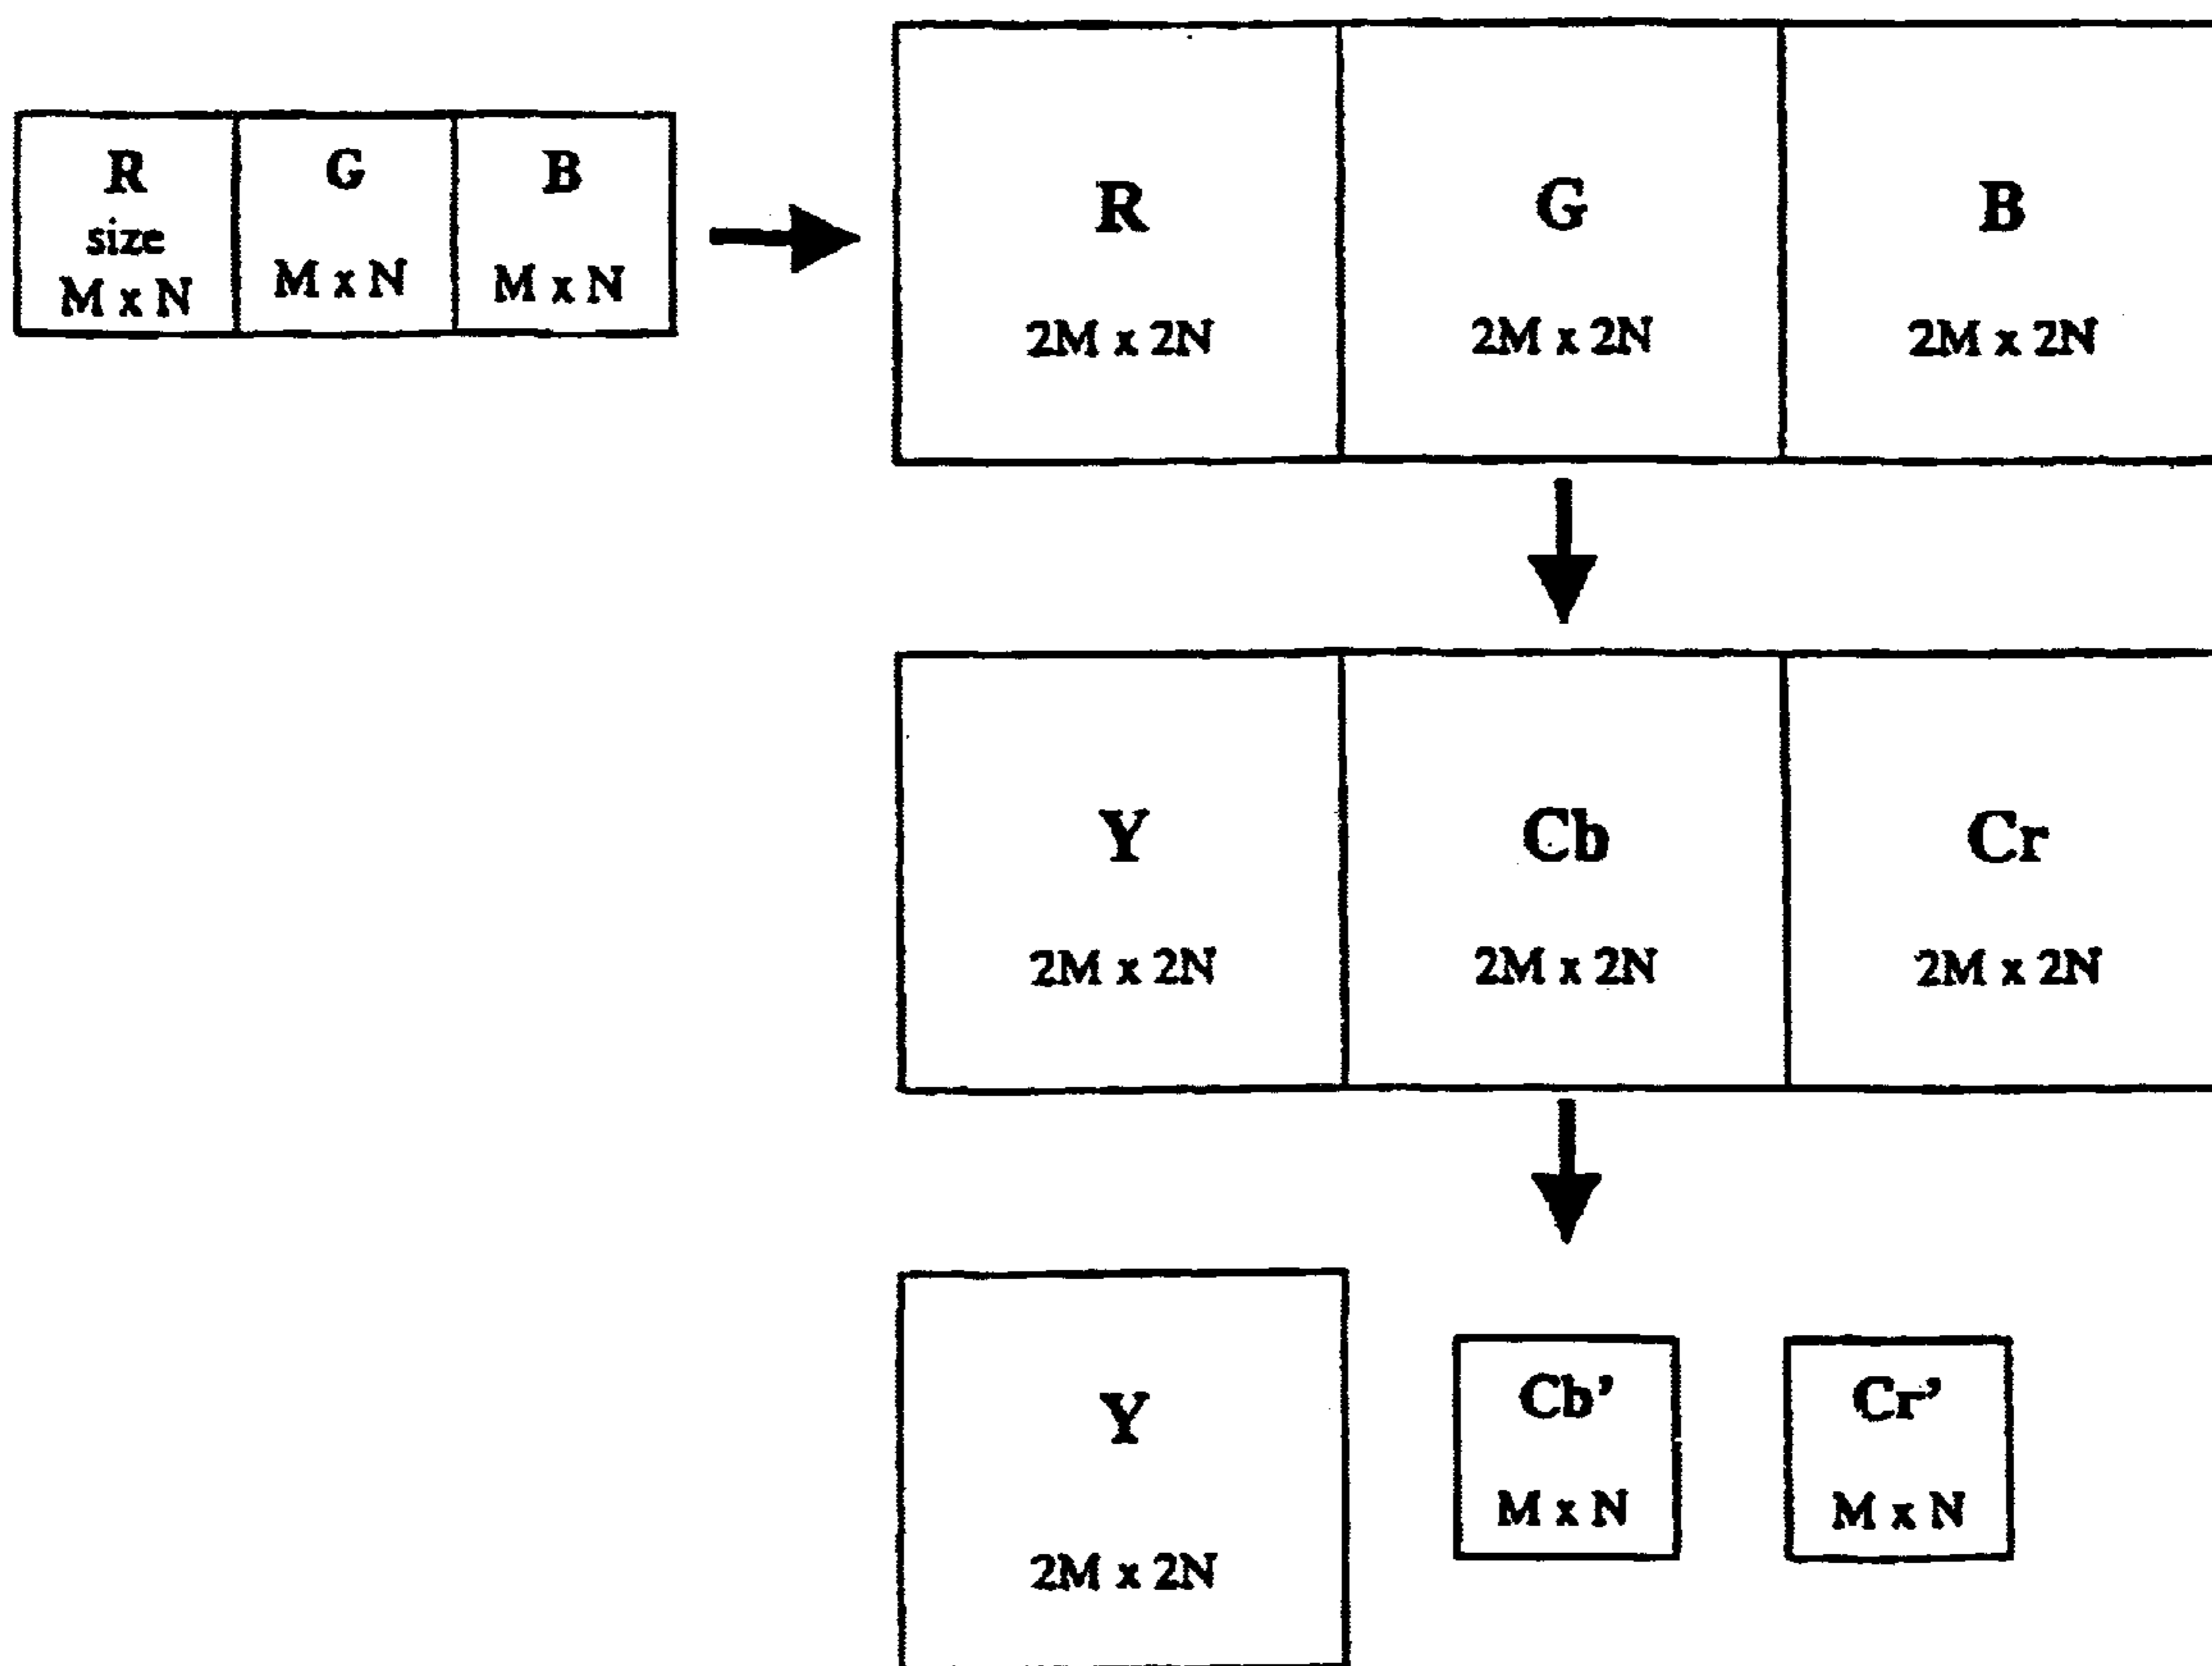 R
size
M x N
G
M x N
B
M x N
R
2M x 2N
G
2M x 2N
B
2M x 2N
Y
2M x 2N
Cb
2M x 2N
Cr
2M x 2N
Y
2M x 2N
Cb’
M x N
Cr’
M x N